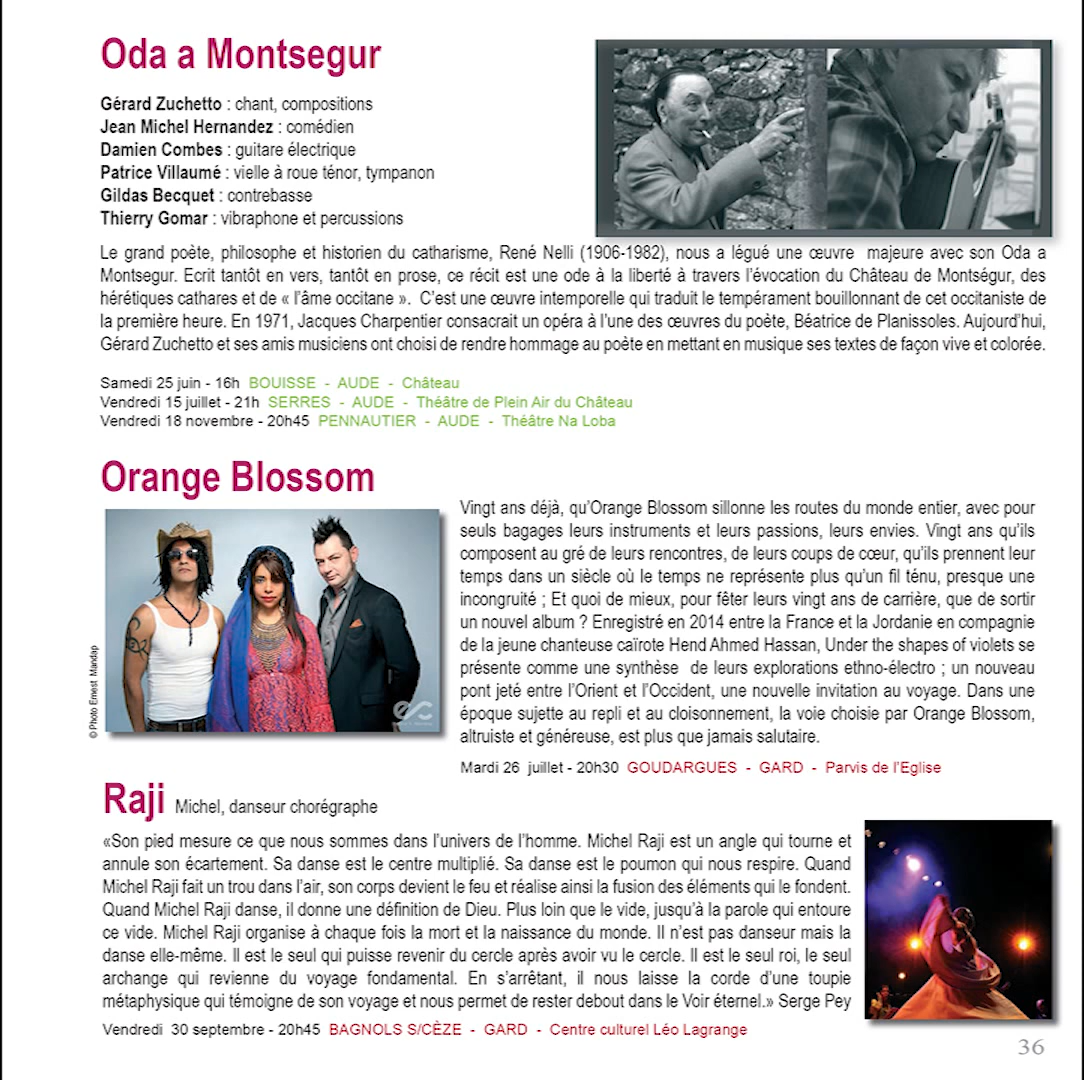 Oda a Montsegur
Gérard Zuchetto : chant, compositions
Jean Michel Hernandez : comédien
Damien Combes : guitare électrique
Patrice Villaumé : vielle à roue ténor, tympanon
Gildas Becquet : contrebasse
Thierry Gomar : vibraphone et percussions
Le grand poète, philosophe et historien du catharisme, René Nelli (1906-1982), nous a légué une œuvre majeure avec son Oda a
Montsegur. Ecrit tantôt en vers, tantôt en prose, ce récit est une ode à la liberté à travers l’évocation du Château de Montségur, des
hérétiques cathares et de « l’âme occitane ». C’est une œuvre intemporelle qui traduit le tempérament bouillonnant de cet occitaniste de
la première heure. En 1971, Jacques Charpentier consacrait un opéra à l’une des œuvres du poète, Béatrice de Planissoles. Aujourd’hui,
Gérard Zuchetto et ses amis musiciens ont choisi de rendre hommage au poète en mettant en musique ses textes de façon vive et colorée.
Samedi 25 juin - 16h BOUISSE - AUDE - Château
Vendredi 15 juillet - 21h SERRES - AUDE - Théâtre de Plein Air du Château
Vendredi 18 novembre - 20h45 PENNAUTIER - AUDE - Théâtre Na Loba
Orange Blossom
Vingt ans déjà, qu’Orange Blossom sillonne les routes du monde entier, avec pour
seuls bagages leurs instruments et leurs passions, leurs envies. Vingt ans qu’ils
composent au gré de leurs rencontres, de leurs coups de cœur, qu’ils prennent leur
temps dans un siècle où le temps ne représente plus qu’un fil ténu, presque une
incongruité ; Et quoi de mieux, pour fêter leurs vingt ans de carrière, que de sortir
un nouvel album ? Enregistré en 2014 entre la France et la Jordanie en compagnie
de la jeune chanteuse caïrote Hend Ahmed Hassan, Under the shapes of violets se
présente comme une synthèse de leurs explorations ethno-électro ; un nouveau
pont jeté entre l’Orient et l’Occident, une nouvelle invitation au voyage. Dans une
époque sujette au repli et au cloisonnement, la voie choisie par Orange Blossom,
altruiste et généreuse, est plus que jamais salutaire.
© Photo Ernest Mandap
ec
Mardi 26 juillet - 20h30 GOUDARGUES - GARD - Parvis de l’Eglise
Raji Michel, danseur chorégraphe
«Son pied mesure ce que nous sommes dans l’univers de l’homme. Michel Raji est un angle qui tourne et
annule son écartement. Sa danse est le centre multiplié. Sa danse est le poumon qui nous respire. Quand
Michel Raji fait un trou dans l’air, son corps devient le feu et réalise ainsi la fusion des éléments qui le fondent.
Quand Michel Raji danse, il donne une définition de Dieu. Plus loin que le vide, jusqu’à la parole qui entoure
ce vide. Michel Raji organise à chaque fois la mort et la naissance du monde. Il n’est pas danseur mais la
danse elle-même. Il est le seul qui puisse revenir du cercle après avoir vu le cercle. Il est le seul roi, le seul
archange qui revienne du voyage fondamental. En s’arrêtant, il nous laisse la corde d’une toupie
métaphysique qui témoigne de son voyage et nous permet de rester debout dans le Voir éternel.» Serge Pey
Vendredi 30 septembre - 20h45 BAGNOLS S/CÈZE - GARD - Centre culturel Léo Lagrange
36